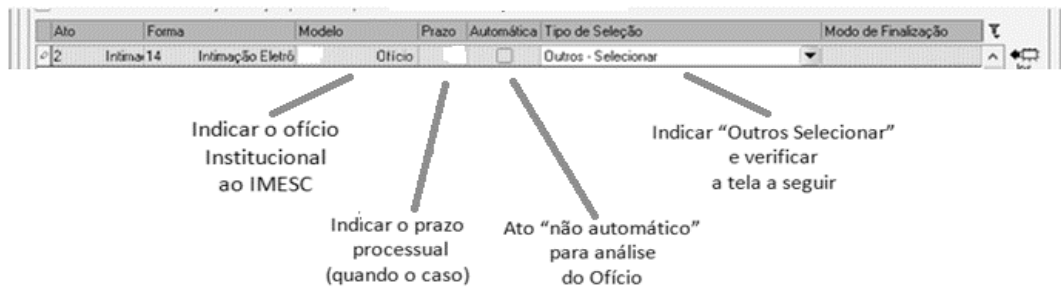 Ato Forma Modelo Prazo Automática Tipo de Seleção Modo de Finalização
2 Intimaç 14 Intimação Eletrô Ofício Outros - Selecionar
Indicar o ofício
Institucional
ao IMESC
Indicar "Outros Selecionar"
e verificar
a tela a seguir
Indicar o prazo
processual
(quando o caso)
Ato "não automático"
para análise
do Ofício